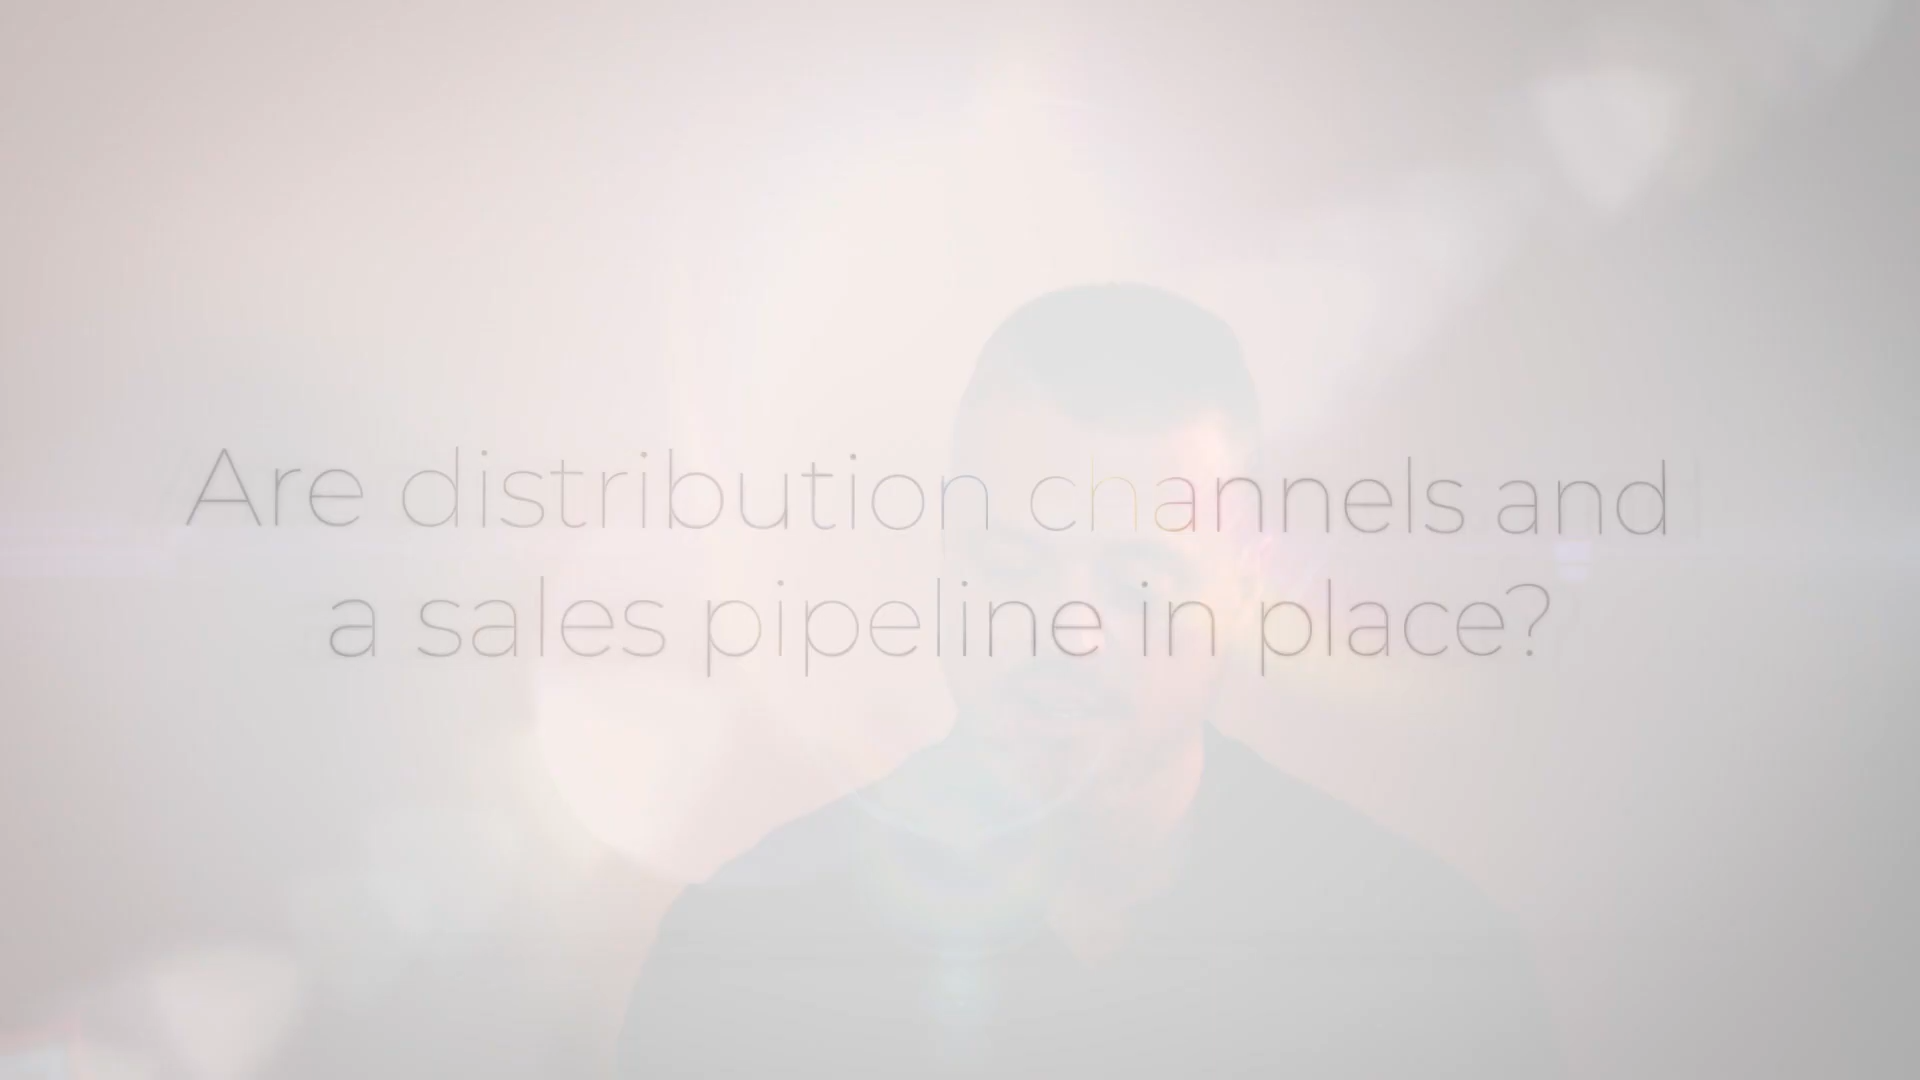 Are distribution channels and
a sales pipeline in place?